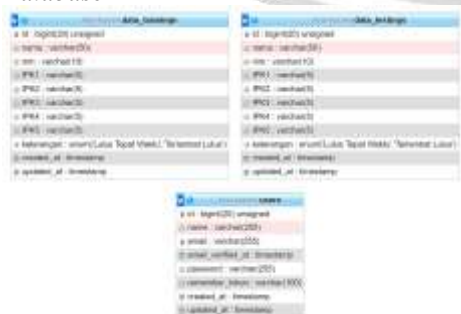 data_trainings
id : bigint(20) unsigned
nama : varchar(50)
nim : varchar(10)
IPK1 : varchar(5)
IPK2 : varchar(5)
IPK3 : varchar(5)
IPK4 : varchar(5)
IPK5 : varchar(5)
keterangan : enum('Lulus Tepat Waktu', 'Terlambat Lulus')
created_at : timestamp
updated_at : timestamp
data_testings
id : bigint(20) unsigned
nama : varchar(50)
nim : varchar(10)
IPK1 : varchar(5)
IPK2 : varchar(5)
IPK3 : varchar(5)
IPK4 : varchar(5)
IPK5 : varchar(5)
keterangan : enum('Lulus Tepat Waktu', 'Terlambat Lulus')
created_at : timestamp
updated_at : timestamp
users
id : bigint(20) unsigned
name : varchar(255)
email : varchar(255)
email_verified_at : timestamp
password : varchar(255)
remember_token : varchar(100)
created_at : timestamp
updated_at : timestamp